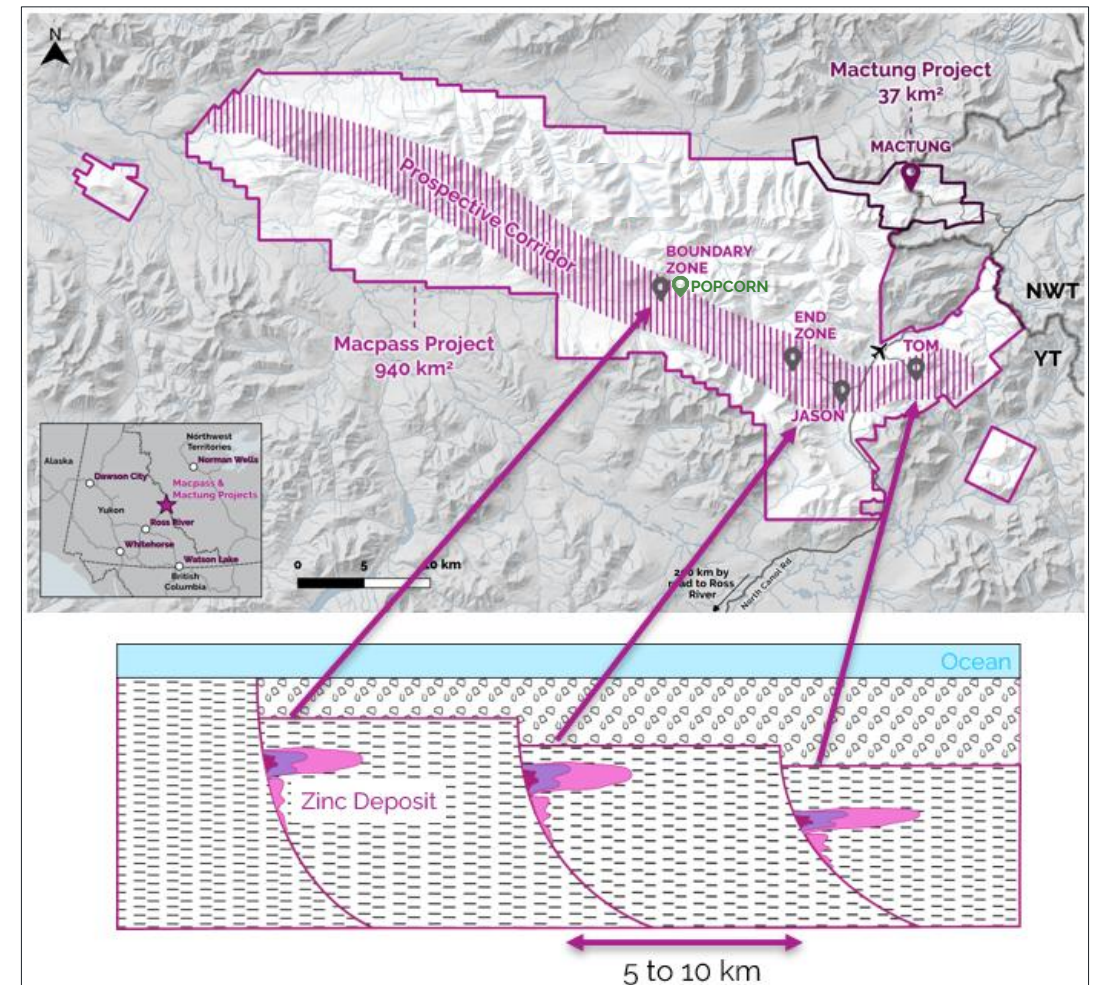 N
Mactung Project
37 km²
MACTUNG
Prospective Corridor
BOUNDARY
ZONE
POPCORN
NWT
END
ZONE
TOM
YT
Macpass Project
940 km²
JASON
Northwest
Territories
Alaska
Norman Wells
Dawson City
Macpass &
Mactung Projects
Yukon
Ross River
Whitehorse
Watson Lake
British
Columbia
0
5
km
by
road to Ross
River
North Canol Rd
Ocean
Zinc Deposit
5 to 10 km